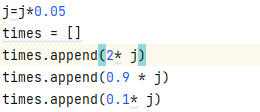 j=j*0.05
times = []
times.append(2* j)
times.append(0.9 * j)
times.append(0.1* j)